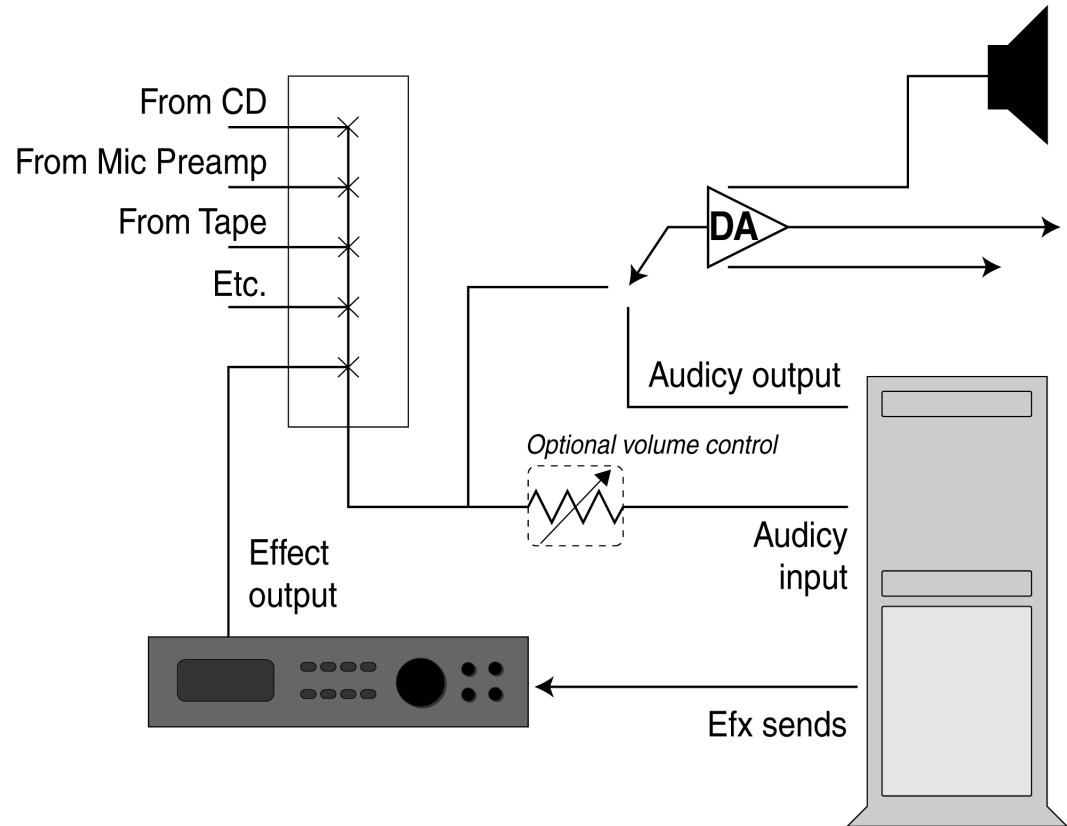 From CD
From Mic Preamp
From Tape
Etc.
DA
Audicy output
Optional volume control
Audicy
input
Effect
output
Efx sends